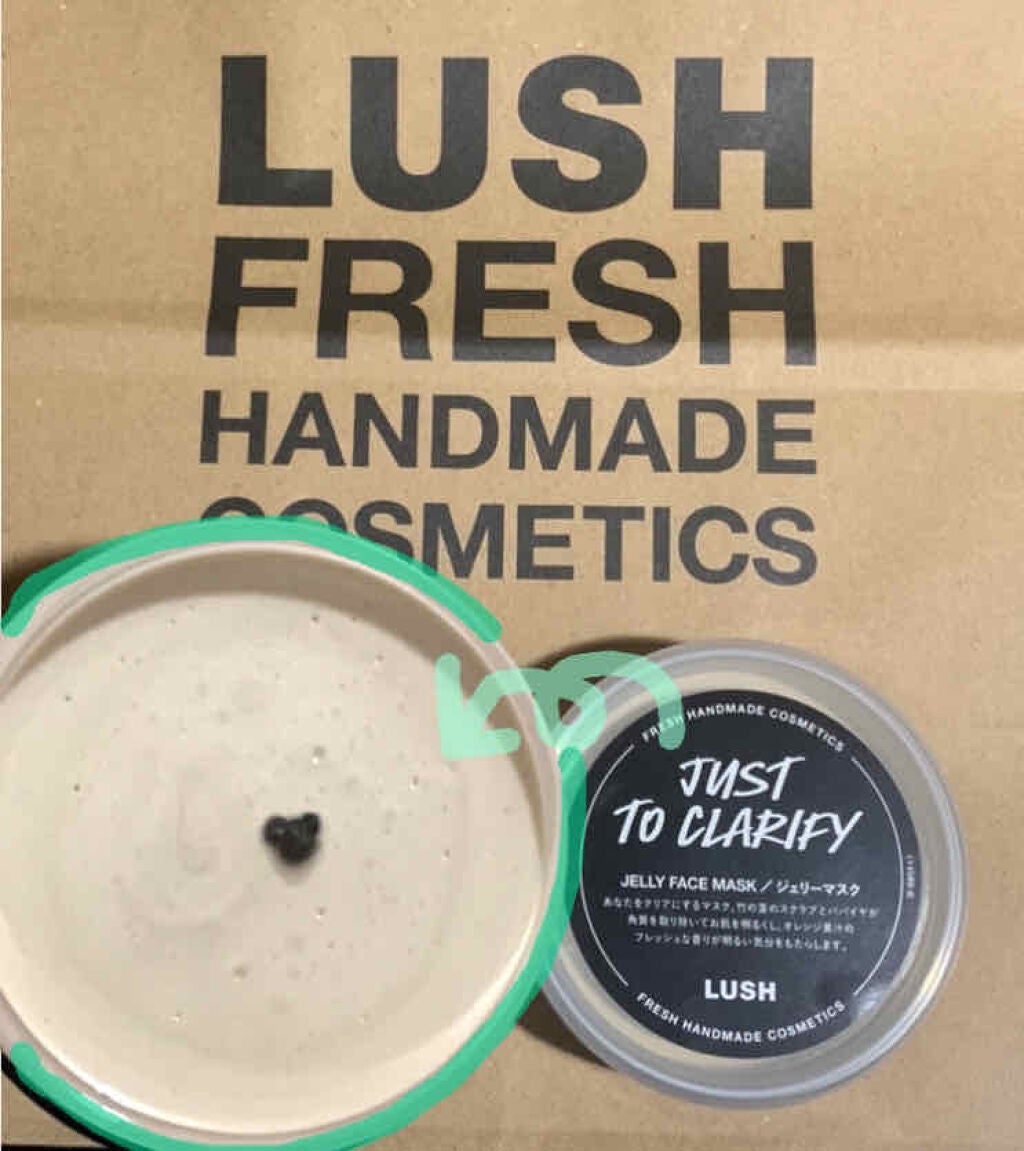 LUSH
FRESH
HANDMADE
COSMETICS
FRESH HANDMADE COSMETICS
JUST
TO CLARIFY
JELLY FACE MASK / ジェリーマスク
あなたをクリアにするマスク。竹の茎のスクラブとパパイヤが
角質を取り除いてお肌を明るくし、オレンジ果汁の
フレッシュな香りが明るい気分をもたらします。
LUSH
FRESH HANDMADE COSMETICS